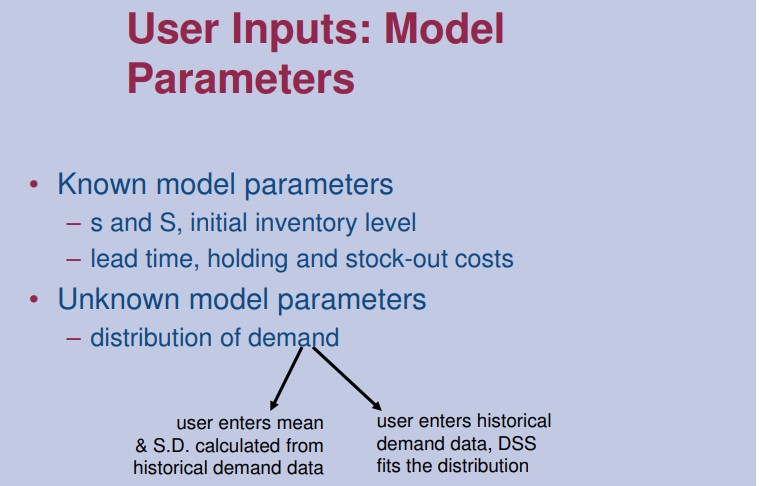 User Inputs: Model
Parameters
• Known model parameters
– s and S, initial inventory level
– lead time, holding and stock-out costs
• Unknown model parameters
– distribution of demand
user enters mean
& S.D. calculated from
historical demand data
user enters historical
demand data, DSS
fits the distribution